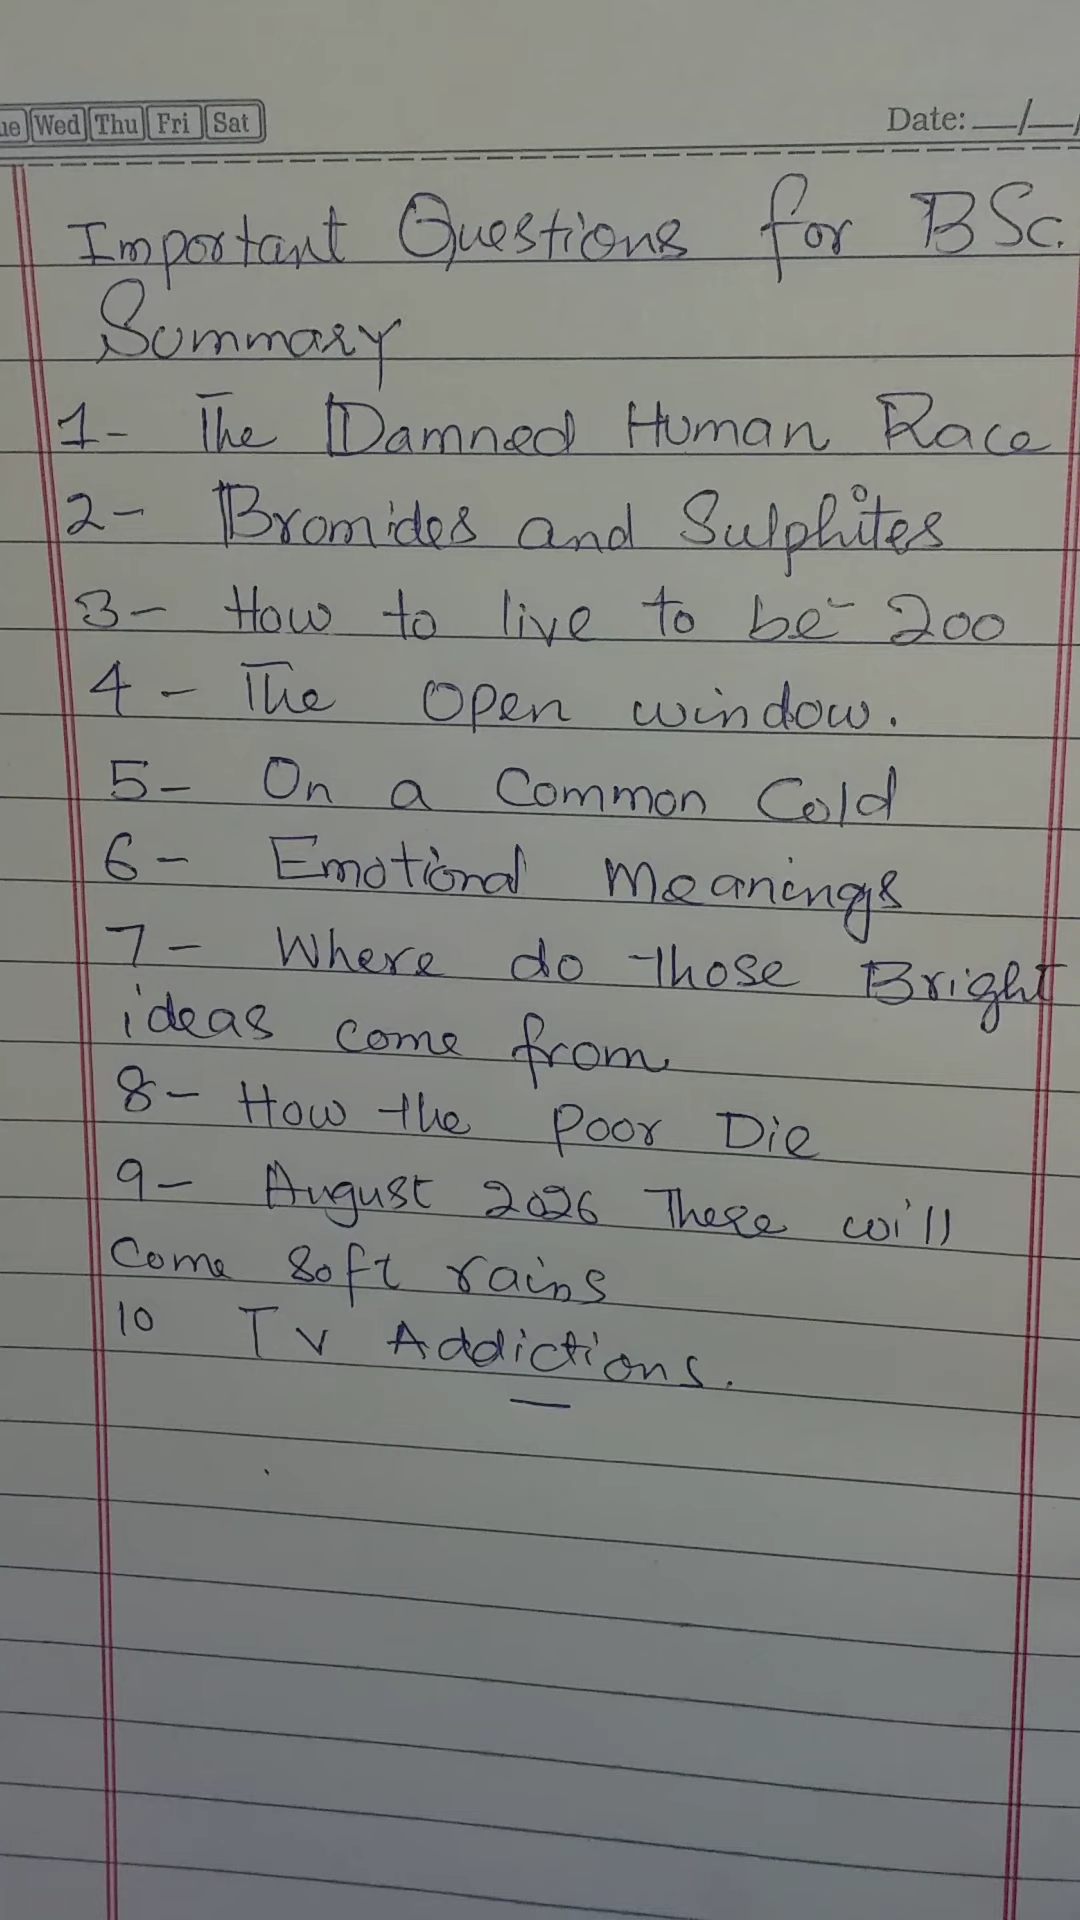 ue Wed Thu Fri Sat Date: __/__/
Important Questions for BSc.
Summary
1- The Damned Human Race
2- Bromides and Sulphites
3- How to live to be 200
4- The Open window.
5- On a Common Cold
6- Emotional Meanings
7- Where do those Bright
ideas come from
8- How the Poor Die
9- August 2026 There will
Come Soft rains
10 TV Addictions.